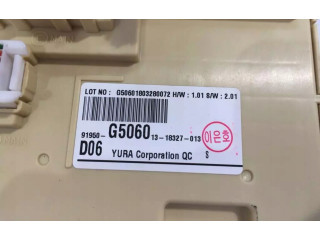 LOT NO : G50601803280072 H/W : 1.01 S/W : 2.01
91950- G5060 13-18327-013
D06 YURA Corporation QC S
이은호